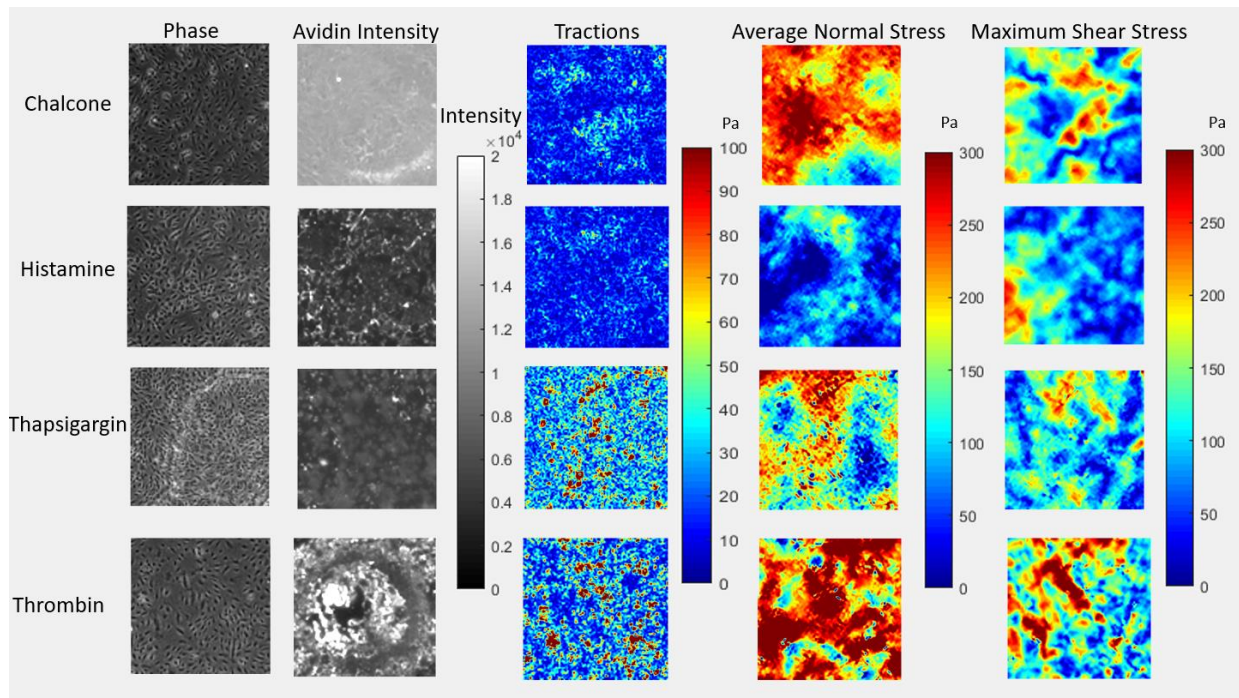 Phase
Avidin Intensity
Tractions
Average Normal Stress
Maximum Shear Stress
Chalcone
Intensity
×10⁴
2
1.8
1.6
1.4
1.2
1
0.8
0.6
0.4
0.2
0
Pa
100
90
80
70
60
50
40
30
20
10
0
Pa
300
250
200
150
100
50
0
Pa
300
250
200
150
100
50
0
Histamine
Thapsigargin
Thrombin